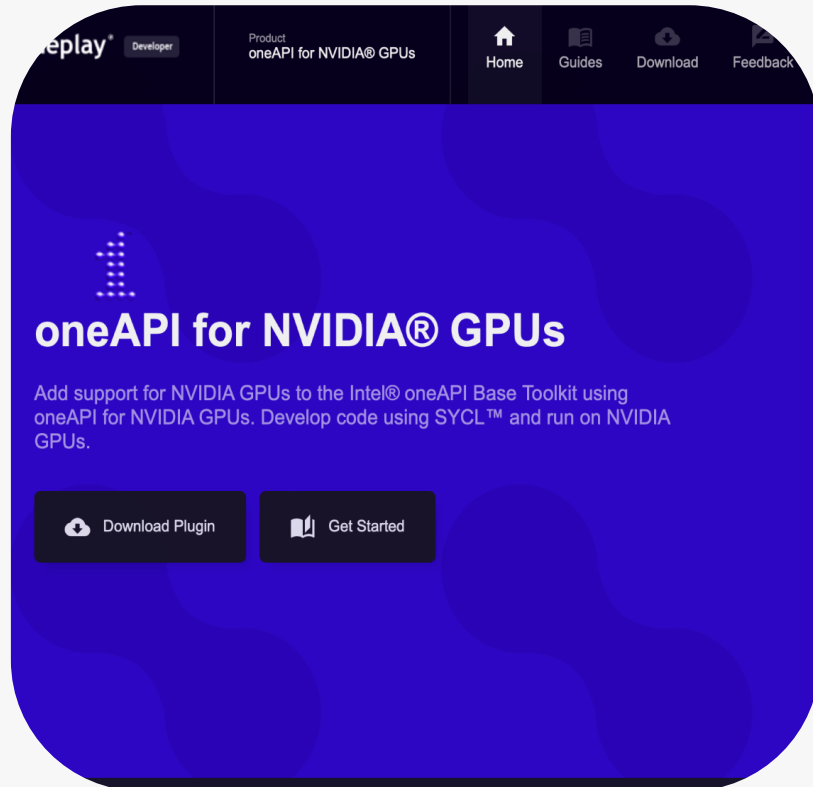 Developer
Product
oneAPI for NVIDIA® GPUs
Home
Guides
Download
Feedback
oneAPI for NVIDIA® GPUs
Add support for NVIDIA GPUs to the Intel® oneAPI Base Toolkit using
oneAPI for NVIDIA GPUs. Develop code using SYCL™ and run on NVIDIA
GPUs.
Download Plugin
Get Started